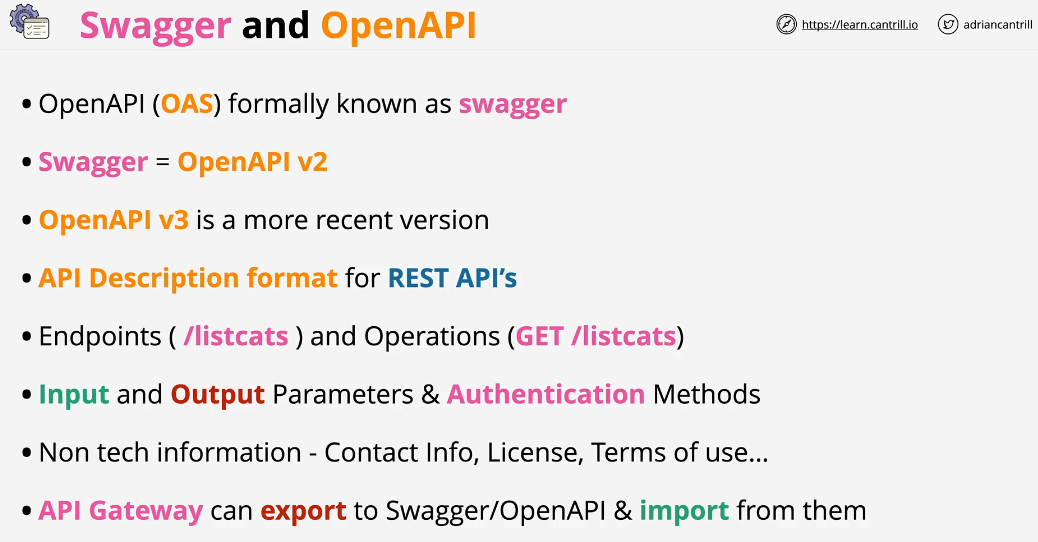 Swagger and OpenAPI
https://learn.cantrill.io
adriancantrill
• OpenAPI (OAS) formally known as swagger
• Swagger = OpenAPI v2
• OpenAPI v3 is a more recent version
• API Description format for REST API’s
• Endpoints ( /listcats ) and Operations (GET /listcats)
• Input and Output Parameters & Authentication Methods
• Non tech information - Contact Info, License, Terms of use...
• API Gateway can export to Swagger/OpenAPI & import from them